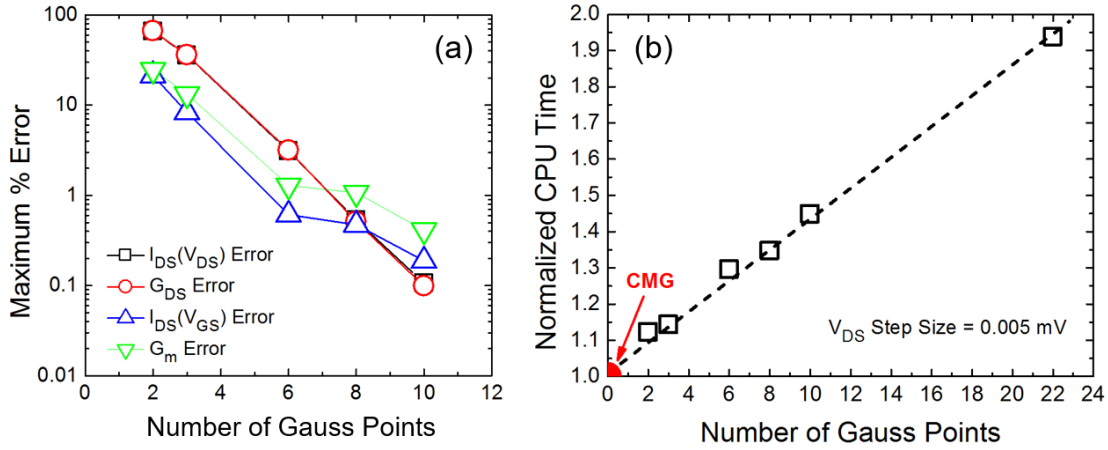 (a)
Maximum % Error
100
10
1
0.1
0.01
I_DS(V_DS) Error
G_DS Error
I_DS(V_GS) Error
G_m Error
0 2 4 6 8 10 12
Number of Gauss Points
(b)
Normalized CPU Time
2.0
1.9
1.8
1.7
1.6
1.5
1.4
1.3
1.2
1.1
1.0
CMG
V_DS Step Size = 0.005 mV
0 2 4 6 8 10 12 14 16 18 20 22 24
Number of Gauss Points